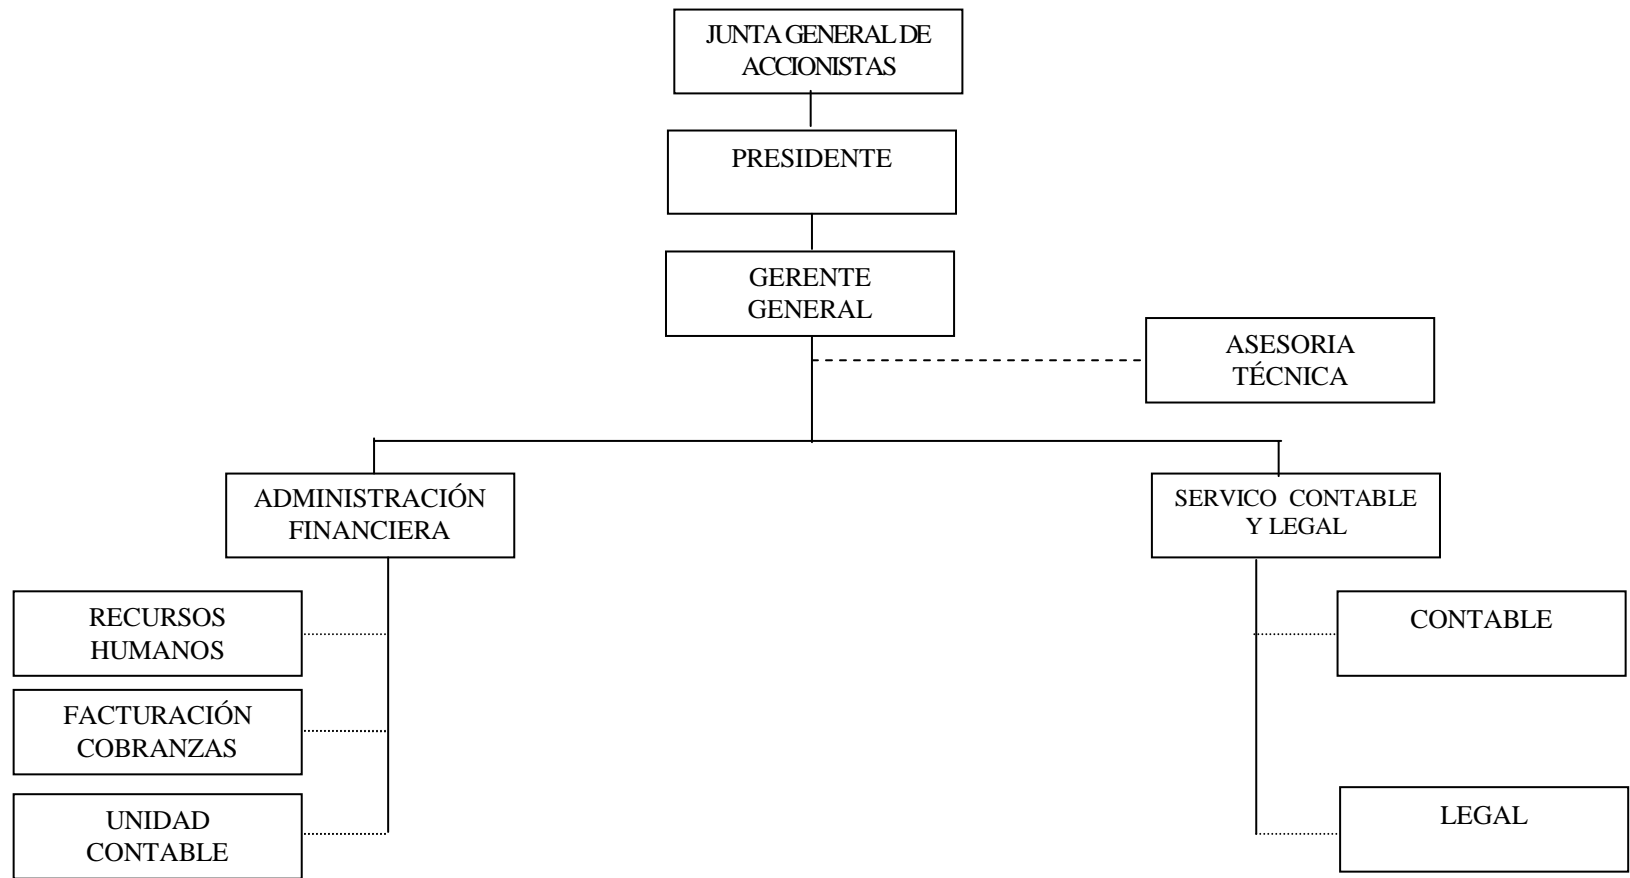 JUNTA GENERAL DE
ACCIONISTAS
PRESIDENTE
GERENTE
GENERAL
ASESORIA
TÉCNICA
ADMINISTRACIÓN
FINANCIERA
SERVICO CONTABLE
Y LEGAL
RECURSOS
HUMANOS
CONTABLE
FACTURACIÓN
COBRANZAS
UNIDAD
CONTABLE
LEGAL